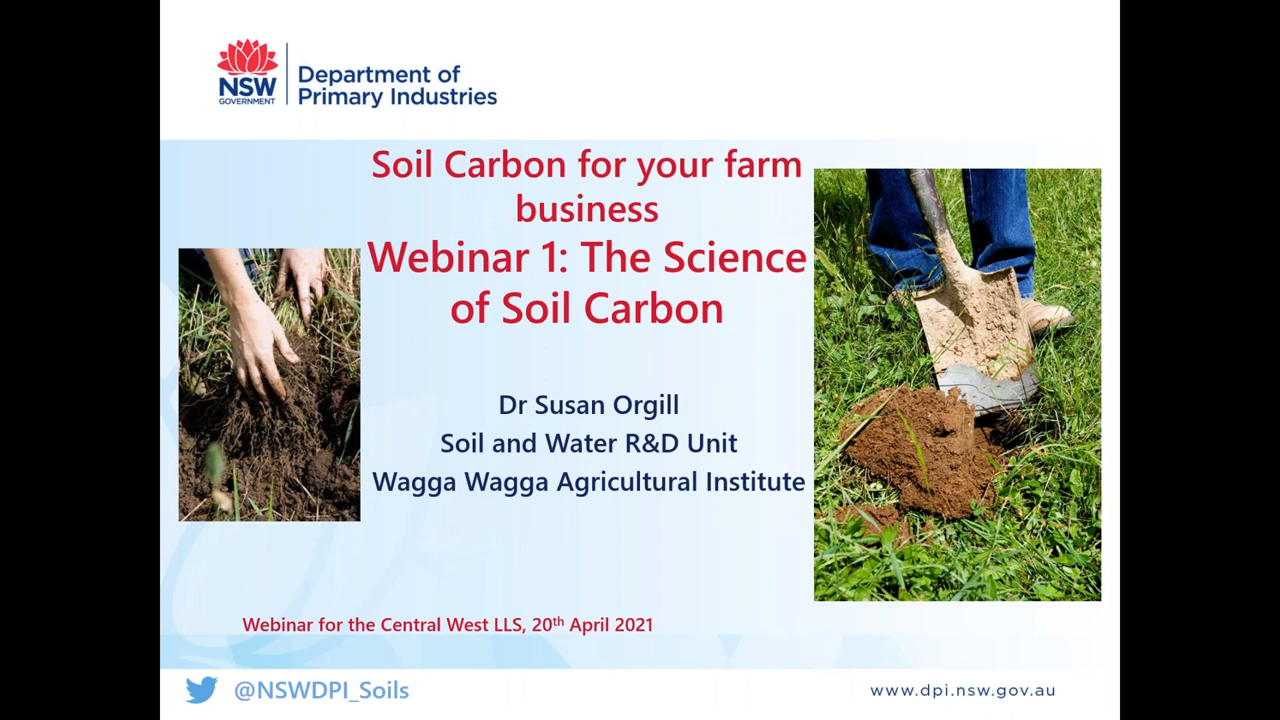 NSW
GOVERNMENT
Department of
Primary Industries
Soil Carbon for your farm
business
Webinar 1: The Science
of Soil Carbon
Dr Susan Orgill
Soil and Water R&D Unit
Wagga Wagga Agricultural Institute
Webinar for the Central West LLS, 20th April 2021
@NSWDPI_Soils
www.dpi.nsw.gov.au